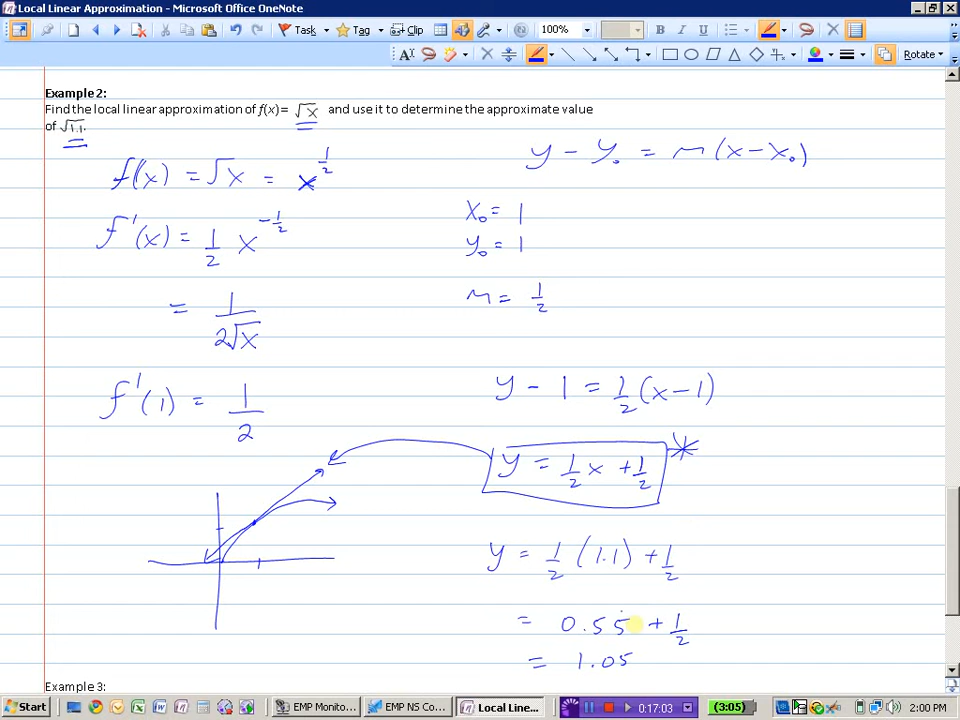 Local Linear Approximation - Microsoft Office OneNote
Task Tag Clip 100% B I U
Rotate
Example 2:
Find the local linear approximation of f(x)= √x and use it to determine the approximate value
of √1.1.
f(x) = √x = x^(1/2)
f'(x) = 1/2 x^(-1/2)
= 1/(2√x)
f'(1) = 1/2
y - y₀ = m(x-x₀)
x₀ = 1
y₀ = 1
m = 1/2
y - 1 = 1/2(x-1)
y = 1/2 x + 1/2 *
y = 1/2 (1.1) + 1/2
= 0.55 + 1/2
= 1.05
Example 3:
Start EMP Monito... EMP NS Co... Local Line... 0:17:03 (3:05) 2:00 PM